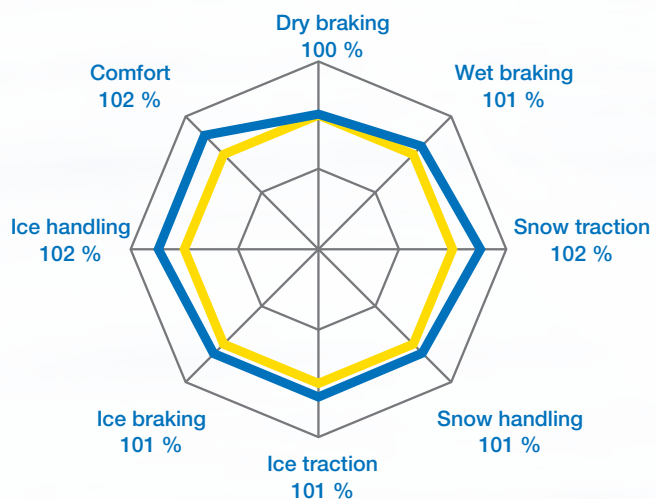 Dry braking
100 %
Wet braking
101 %
Snow traction
102 %
Snow handling
101 %
Ice traction
101 %
Ice braking
101 %
Ice handling
102 %
Comfort
102 %